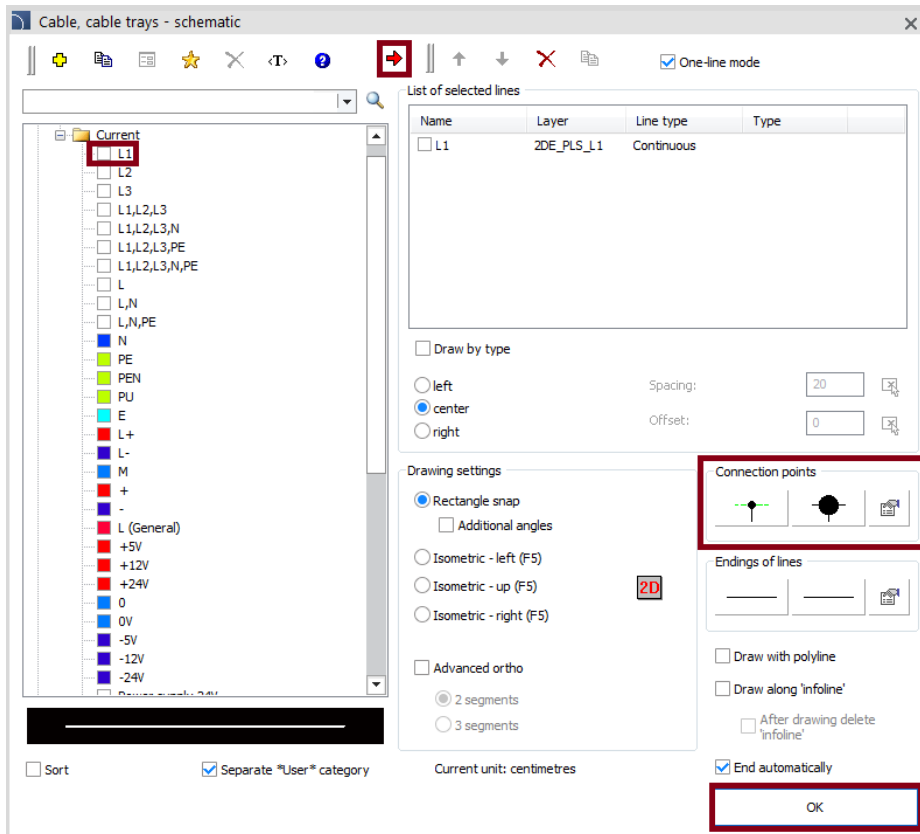 Cable, cable trays - schematic
‹T›
?
One-line mode
List of selected lines
Name Layer Line type Type
L1 2DE_PLS_L1 Continuous
Current
L1
L2
L3
L1,L2,L3
L1,L2,L3,N
L1,L2,L3,PE
L1,L2,L3,N,PE
L
L,N
L,N,PE
N
PE
PEN
PU
E
L+
L-
M
+
-
L (General)
+5V
+12V
+24V
0
0V
-5V
-12V
-24V
Power supply 24V
Sort
Separate *User* category
Draw by type
left
center
right
Spacing: 20
Offset: 0
Drawing settings
Rectangle snap
Additional angles
Isometric - left (F5)
Isometric - up (F5)
2D
Isometric - right (F5)
Advanced ortho
2 segments
3 segments
Current unit: centimetres
Connection points
Endings of lines
Draw with polyline
Draw along 'infoline'
After drawing delete
'infoline'
End automatically
OK